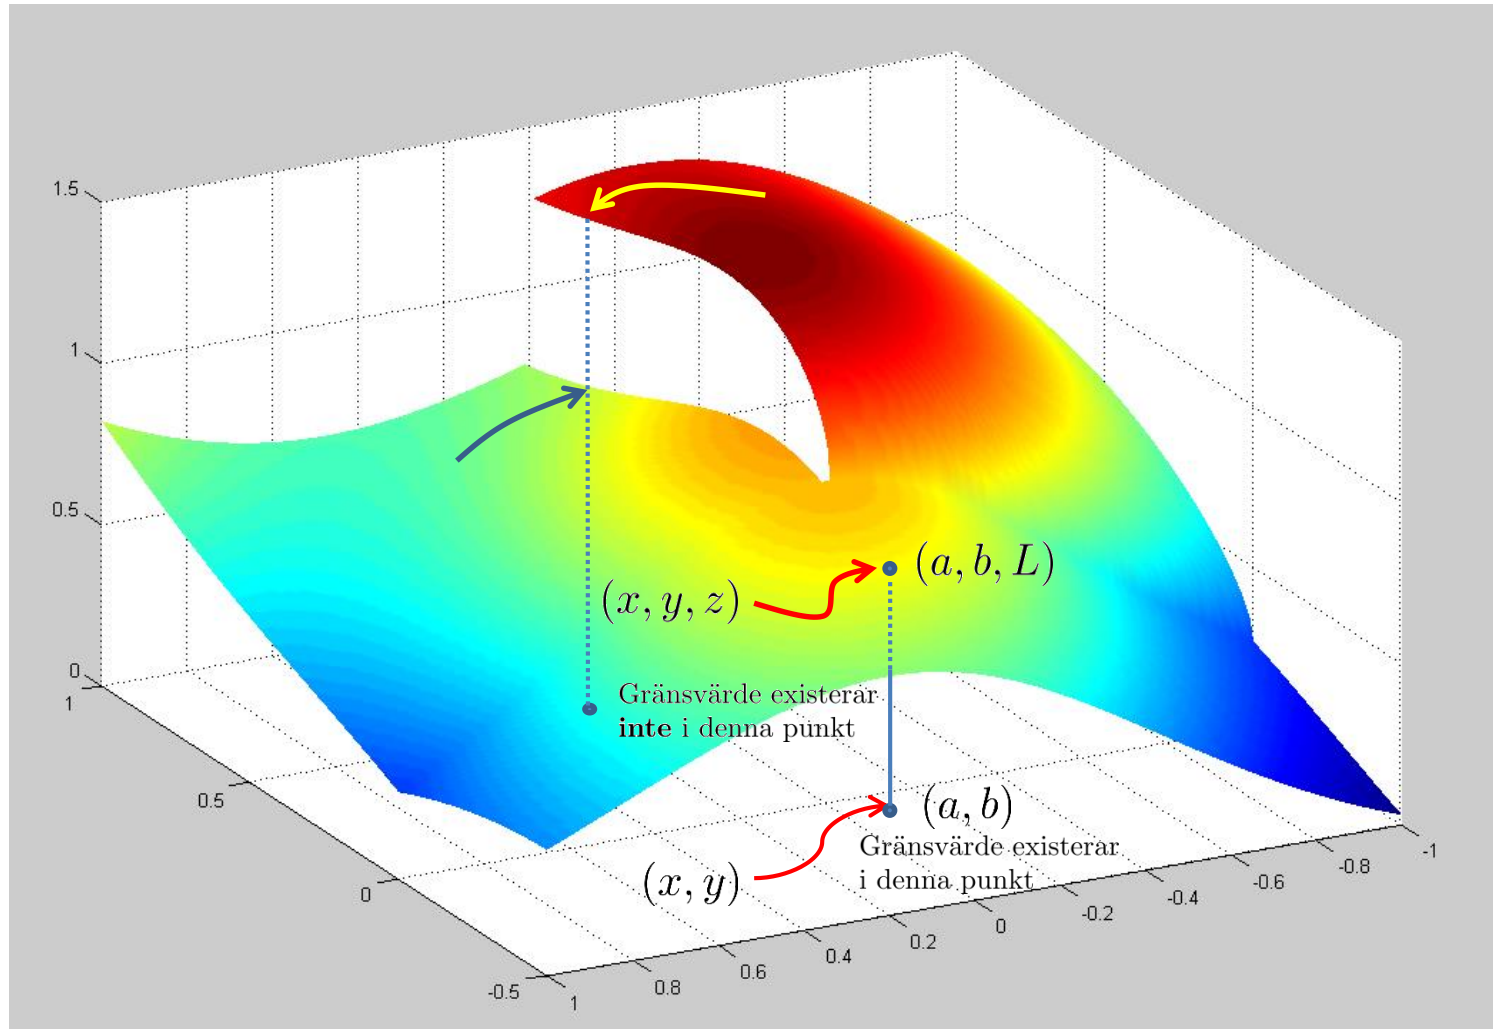 1.5
1
0.5
0
1
0.5
0
-0.5
1
0.8
0.6
0.4
0.2
0
-0.2
-0.4
-0.6
-0.8
-1
(a, b, L)
(x, y, z)
Gränsvärde existerar
inte i denna punkt
(a, b)
Gränsvärde existerar
i denna punkt
(x, y)